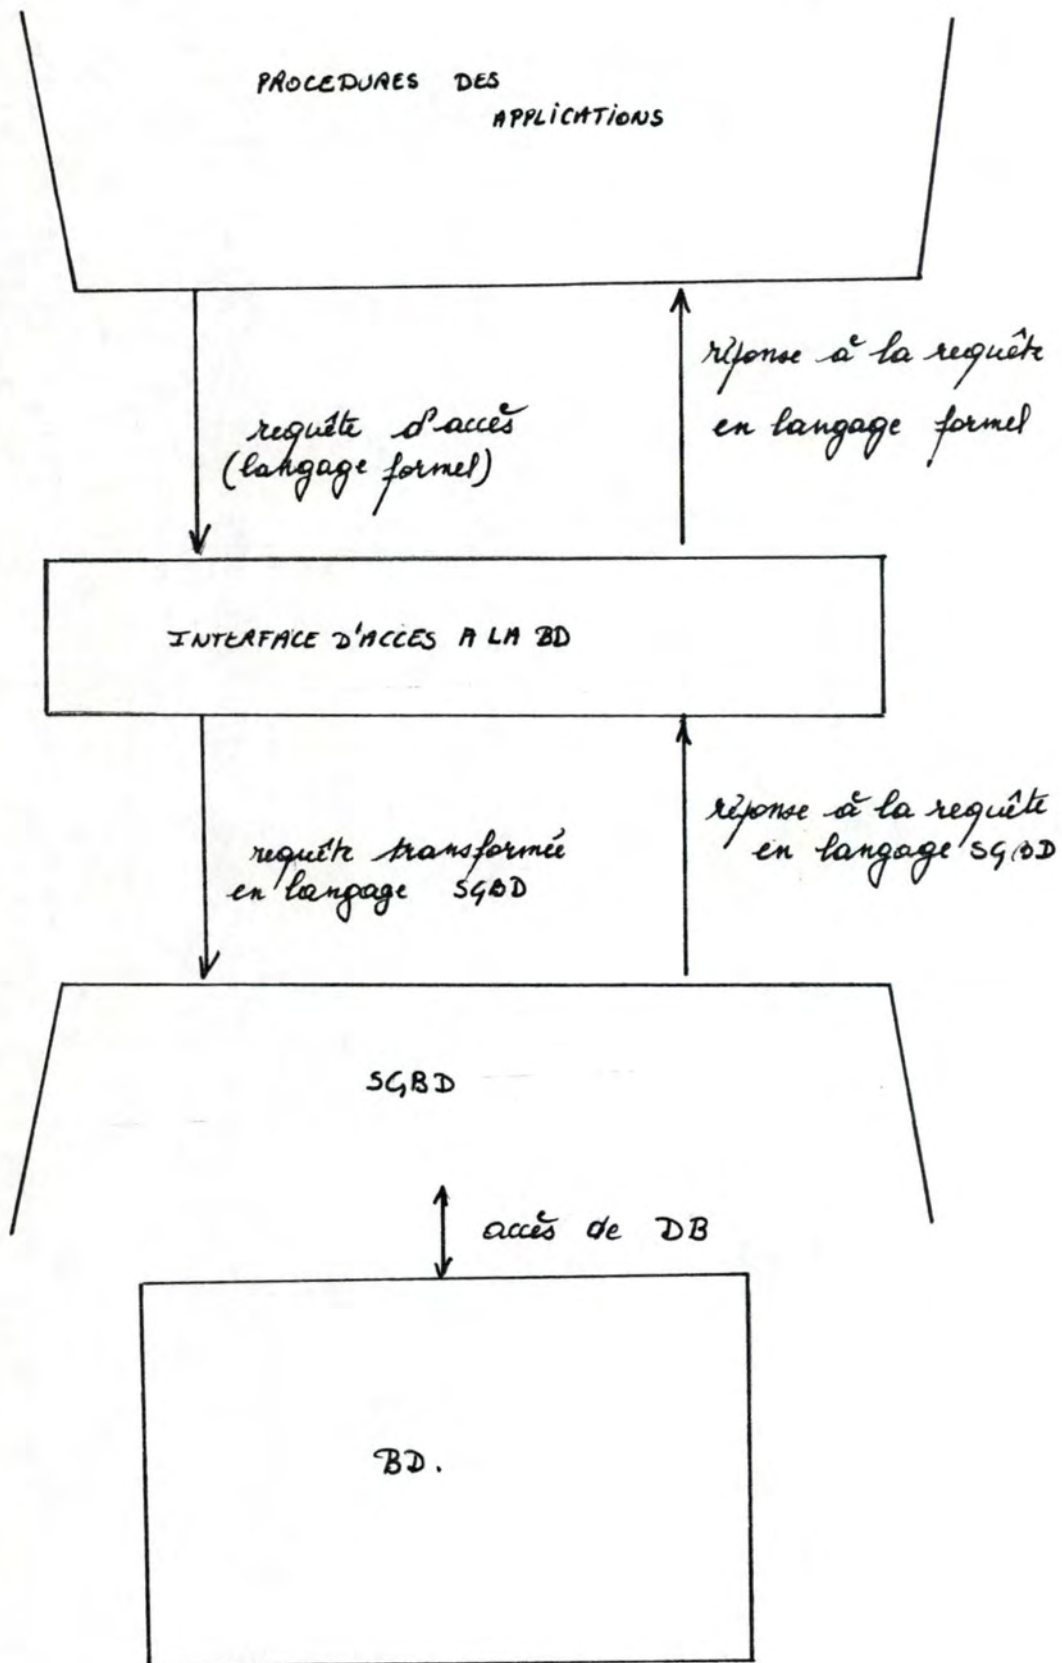 PROCEDURES DES
APPLICATIONS
réponse à la requête
en langage formel
requête d'accès
(langage formel)
INTERFACE D'ACCES A LA BD
réponse à la requête
en langage SGBD
requête transformée
en langage SGBD
SGBD
accès de DB
BD.